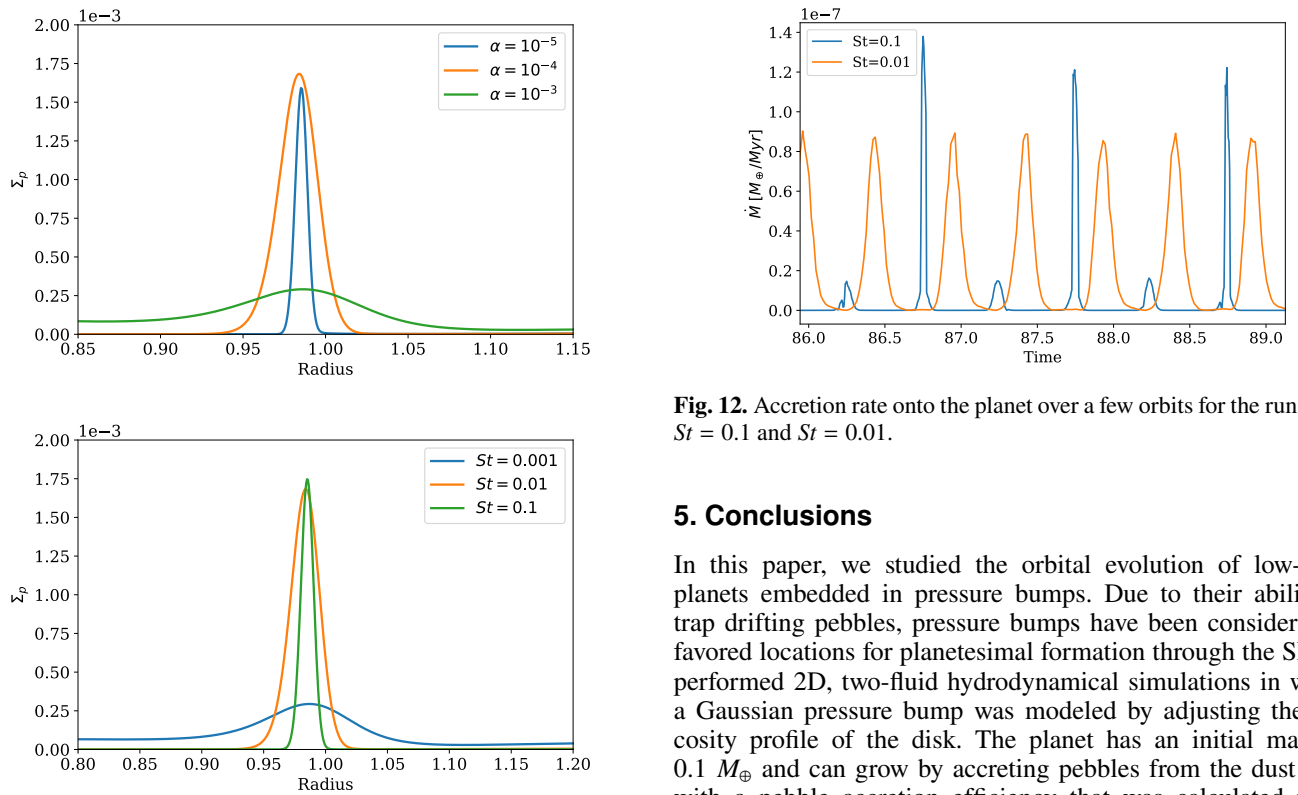 1e−3
2.00
1.75
1.50
1.25
1.00
0.75
0.50
0.25
0.00
Σp
α = 10⁻⁵
α = 10⁻⁴
α = 10⁻³
0.85 0.90 0.95 1.00 1.05 1.10 1.15
Radius
1e−3
2.00
1.75
1.50
1.25
1.00
0.75
0.50
0.25
0.00
Σp
St = 0.001
St = 0.01
St = 0.1
0.80 0.85 0.90 0.95 1.00 1.05 1.10 1.15 1.20
Radius
1e−7
1.4
1.2
1.0
0.8
0.6
0.4
0.2
0.0
Ṁ [M⊕/Myr]
St=0.1
St=0.01
86.0 86.5 87.0 87.5 88.0 88.5 89.0
Time
Fig. 12. Accretion rate onto the planet over a few orbits for the run
St = 0.1 and St = 0.01.
5. Conclusions
In this paper, we studied the orbital evolution of low-
planets embedded in pressure bumps. Due to their abili
trap drifting pebbles, pressure bumps have been consider
favored locations for planetesimal formation through the S
performed 2D, two-fluid hydrodynamical simulations in
a Gaussian pressure bump was modeled by adjusting the
cosity profile of the disk. The planet has an initial ma
0.1 M⊕ and can grow by accreting pebbles from the dust
with a pebble accretion efficiency that was calculated